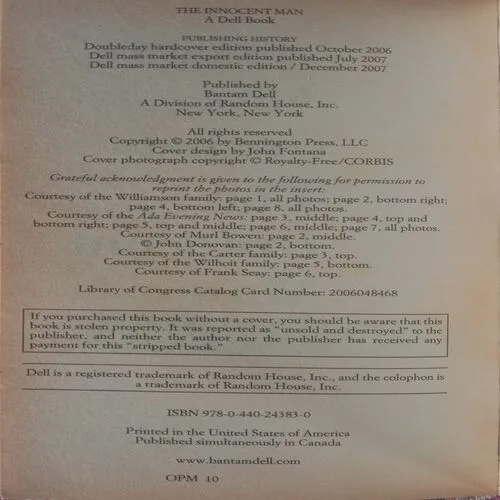 THE INNOCENT MAN
A Dell Book
PUBLISHING HISTORY
Doubleday hardcover edition published October 2006
Dell mass market export edition published July 2007
Dell mass market domestic edition / December 2007
Published by
Bantam Dell
A Division of Random House, Inc.
New York, New York
All rights reserved
Copyright © 2006 by Bennington Press, LLC
Cover design by John Fontana
Cover photograph copyright © Royalty-Free/CORBIS
Grateful acknowledgment is given to the following for permission to
reprint the photos in the insert:
Courtesy of the Williamson family: page 1, all photos; page 2, bottom right;
page 4, bottom left; page 8, all photos.
Courtesy of the Ada Evening News: page 3, middle; page 4, top and
bottom right; page 5, top and middle; page 6, middle; page 7, all photos.
Courtesy of Murl Bowen: page 2, middle.
© John Donovan: page 2, bottom.
Courtesy of the Carter family: page 3, top.
Courtesy of the Wilhoit family: page 5, bottom.
Courtesy of Frank Seay: page 6, top.
Library of Congress Catalog Card Number: 2006048468
If you purchased this book without a cover, you should be aware that this
book is stolen property. It was reported as "unsold and destroyed" to the
publisher, and neither the author nor the publisher has received any
payment for this "stripped book."
Dell is a registered trademark of Random House, Inc., and the colophon is
a trademark of Random House, Inc.
ISBN 978-0-440-24383-0
Printed in the United States of America
Published simultaneously in Canada
www.bantamdell.com
OPM 10